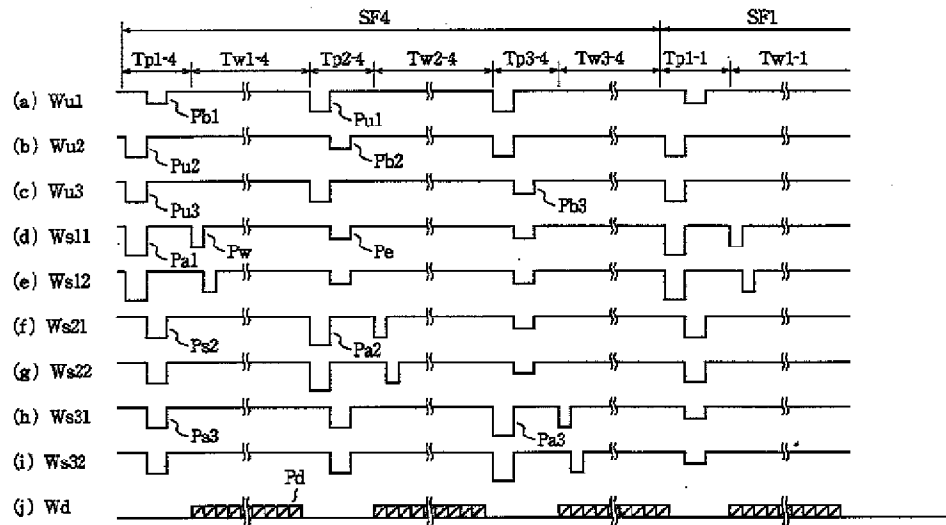 SF4 SF1
Tp1-4 Tw1-4 Tp2-4 Tw2-4 Tp3-4 Tw3-4 Tp1-1 Tw1-1
(a) Wu1
Pb1 Pu1
(b) Wu2
Pu2 Pb2
(c) Wu3
Pu3 Pb3
(d) Ws11
Pa1 Pw Pe
(e) Ws12
(f) Ws21
Ps2 Pa2
(g) Ws22
(h) Ws31
Ps3 Pa3
(i) Ws32
Pd
(j) Wd